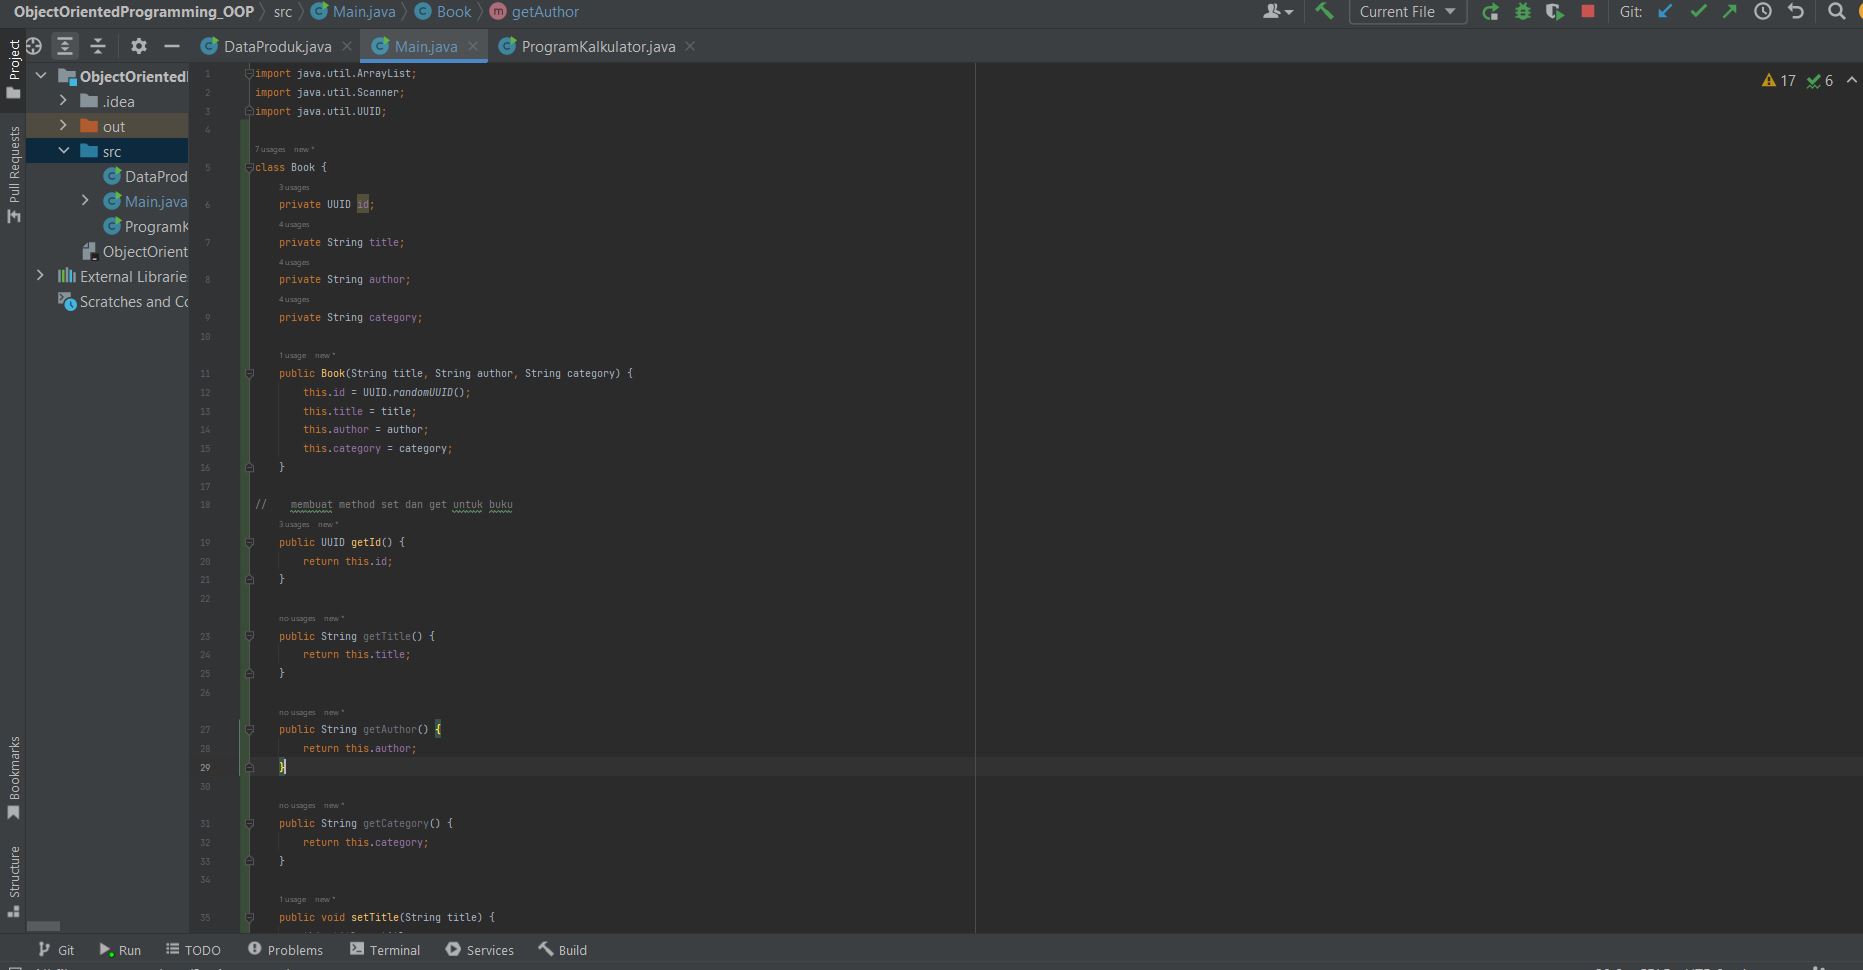 ObjectOrientedProgramming_OOP src Main.java Book getAuthor Current File Git:
DataProduk.java Main.java ProgramKalkulator.java
Project
Pull Requests
Bookmarks
Structure
ObjectOriented
.idea
out
src
DataProd
Main.java
ProgramK
ObjectOrient
External Librarie
Scratches and Co
17 6
1 import java.util.ArrayList;
2 import java.util.Scanner;
3 import java.util.UUID;
4
7 usages new *
5 class Book {
3 usages
6 private UUID id;
4 usages
7 private String title;
4 usages
8 private String author;
4 usages
9 private String category;
10
1 usage new *
11 public Book(String title, String author, String category) {
12 this.id = UUID.randomUUID();
13 this.title = title;
14 this.author = author;
15 this.category = category;
16 }
17
18 // membuat method set dan get untuk buku
3 usages new *
19 public UUID getId() {
20 return this.id;
21 }
22
no usages new *
23 public String getTitle() {
24 return this.title;
25 }
26
no usages new *
27 public String getAuthor() {
28 return this.author;
29 }
30
no usages new *
31 public String getCategory() {
32 return this.category;
33 }
34
1 usage new *
35 public void setTitle(String title) {
Git Run TODO Problems Terminal Services Build